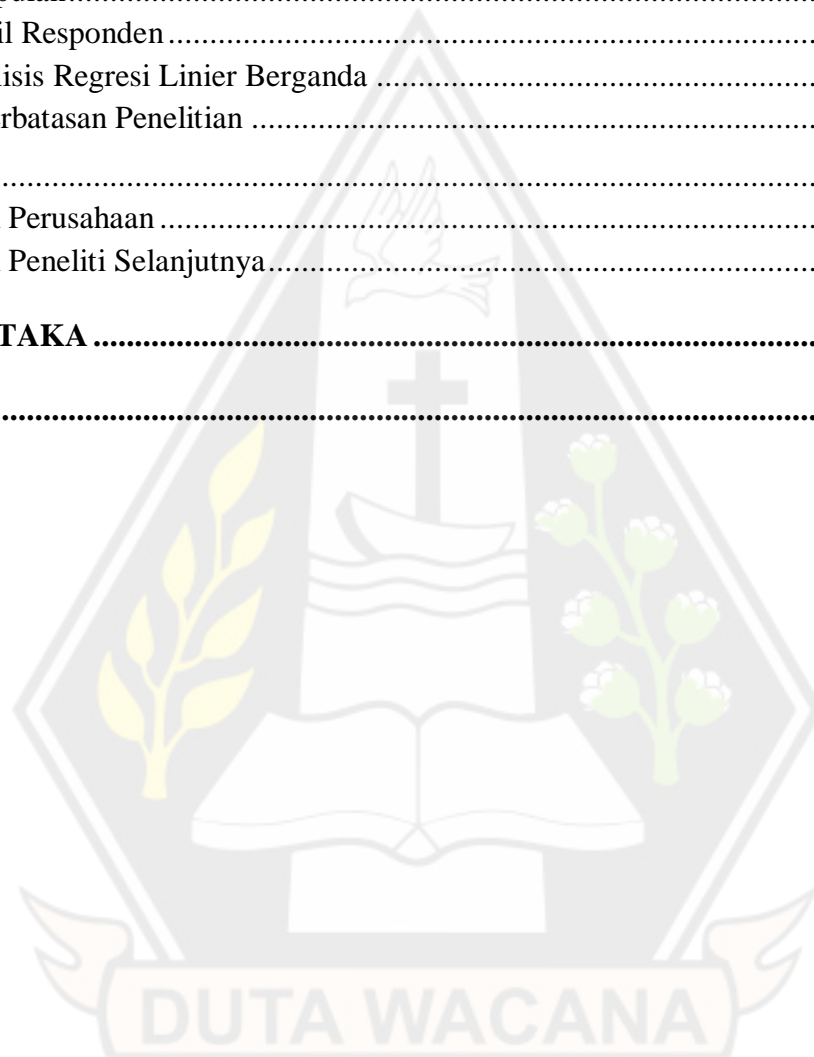 il Responden ..........................................................................
isis Regresi Linier Berganda ..........................................................................
rbatasan Penelitian ..........................................................................
..........................................................................
Perusahaan ..........................................................................
Peneliti Selanjutnya ..........................................................................
TAKA ..........................................................................
..........................................................................
DUTA WACANA